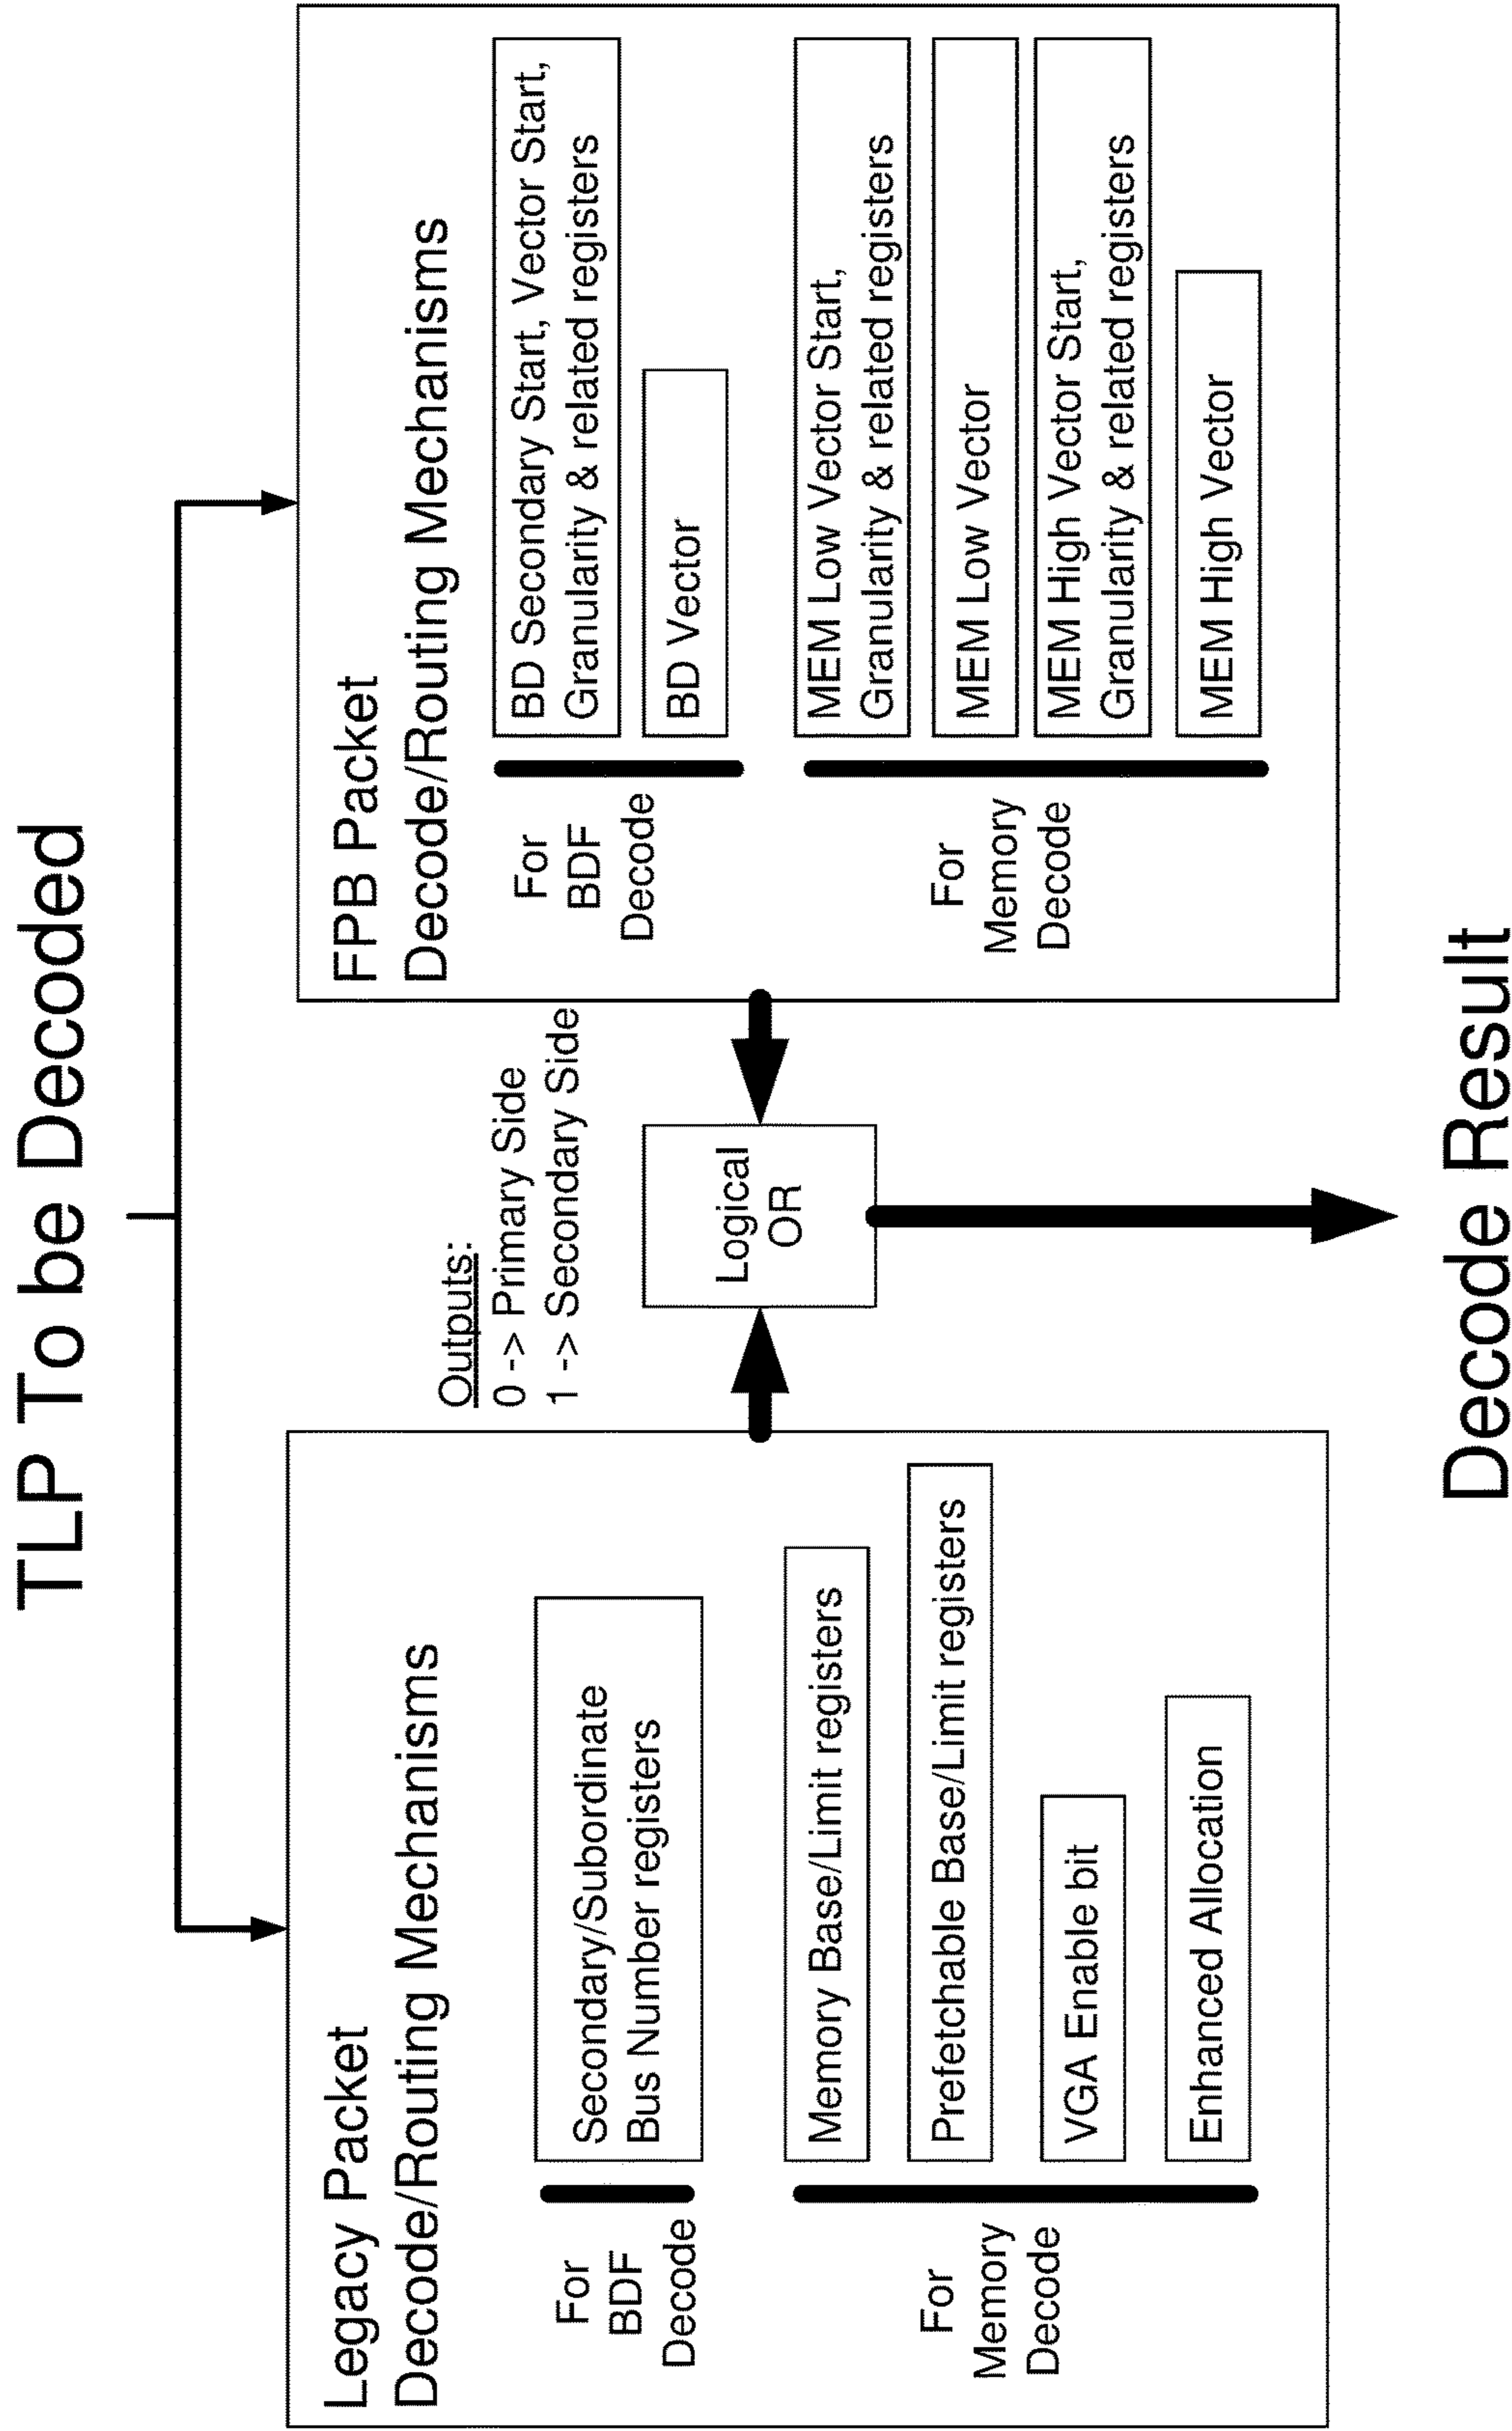 TLP To be Decoded
Legacy Packet
Decode/Routing Mechanisms
For
BDF
Decode
Secondary/Subordinate
Bus Number registers
For
Memory
Decode
Memory Base/Limit registers
Prefetchable Base/Limit registers
VGA Enable bit
Enhanced Allocation
Outputs:
0 -> Primary Side
1 -> Secondary Side
Logical
OR
FPB Packet
Decode/Routing Mechanisms
For
BDF
Decode
BD Secondary Start, Vector Start,
Granularity & related registers
BD Vector
For
Memory
Decode
MEM Low Vector Start,
Granularity & related registers
MEM Low Vector
MEM High Vector Start,
Granularity & related registers
MEM High Vector
Decode Result